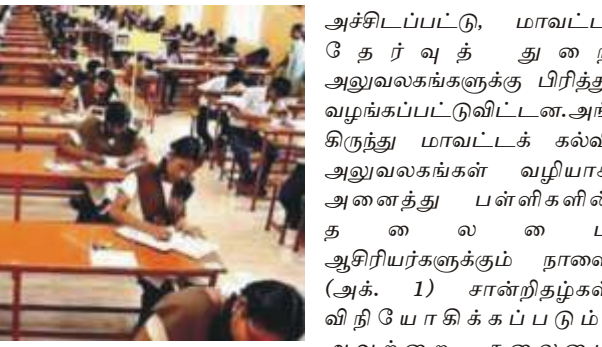 அச்சிடப்பட்டு, மாவட்ட
தேர்வுத் துறை
அலுவலகங்களுக்கு பிரித்து
வழங்கப்பட்டுவிட்டன.அங்
கிருந்து மாவட்டக் கல்வி
அலுவலகங்கள் வழியாக
அனைத்து பள்ளிகளின்
தலைமை
ஆசிரியர்களுக்கும் நாளை
(அக். 1) சான்றிதழ்கள்
விநியோகிக்கப்படும்